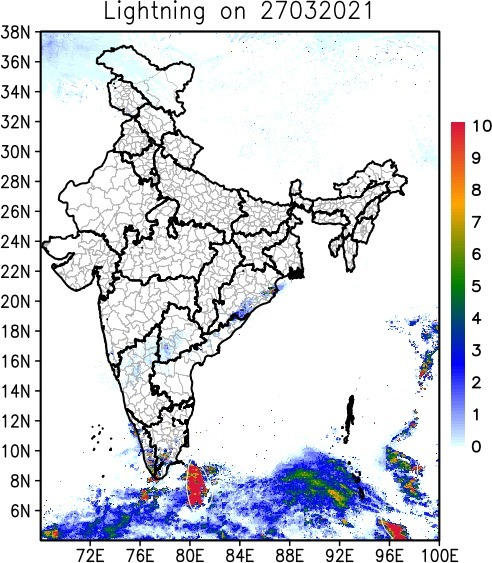 Lightning on 27032021
38N
36N
34N
32N
30N
28N
26N
24N
22N
20N
18N
16N
14N
12N
10N
8N
6N
72E 76E 80E 84E 88E 92E 96E 100E
10
9
8
7
6
5
4
3
2
1
0